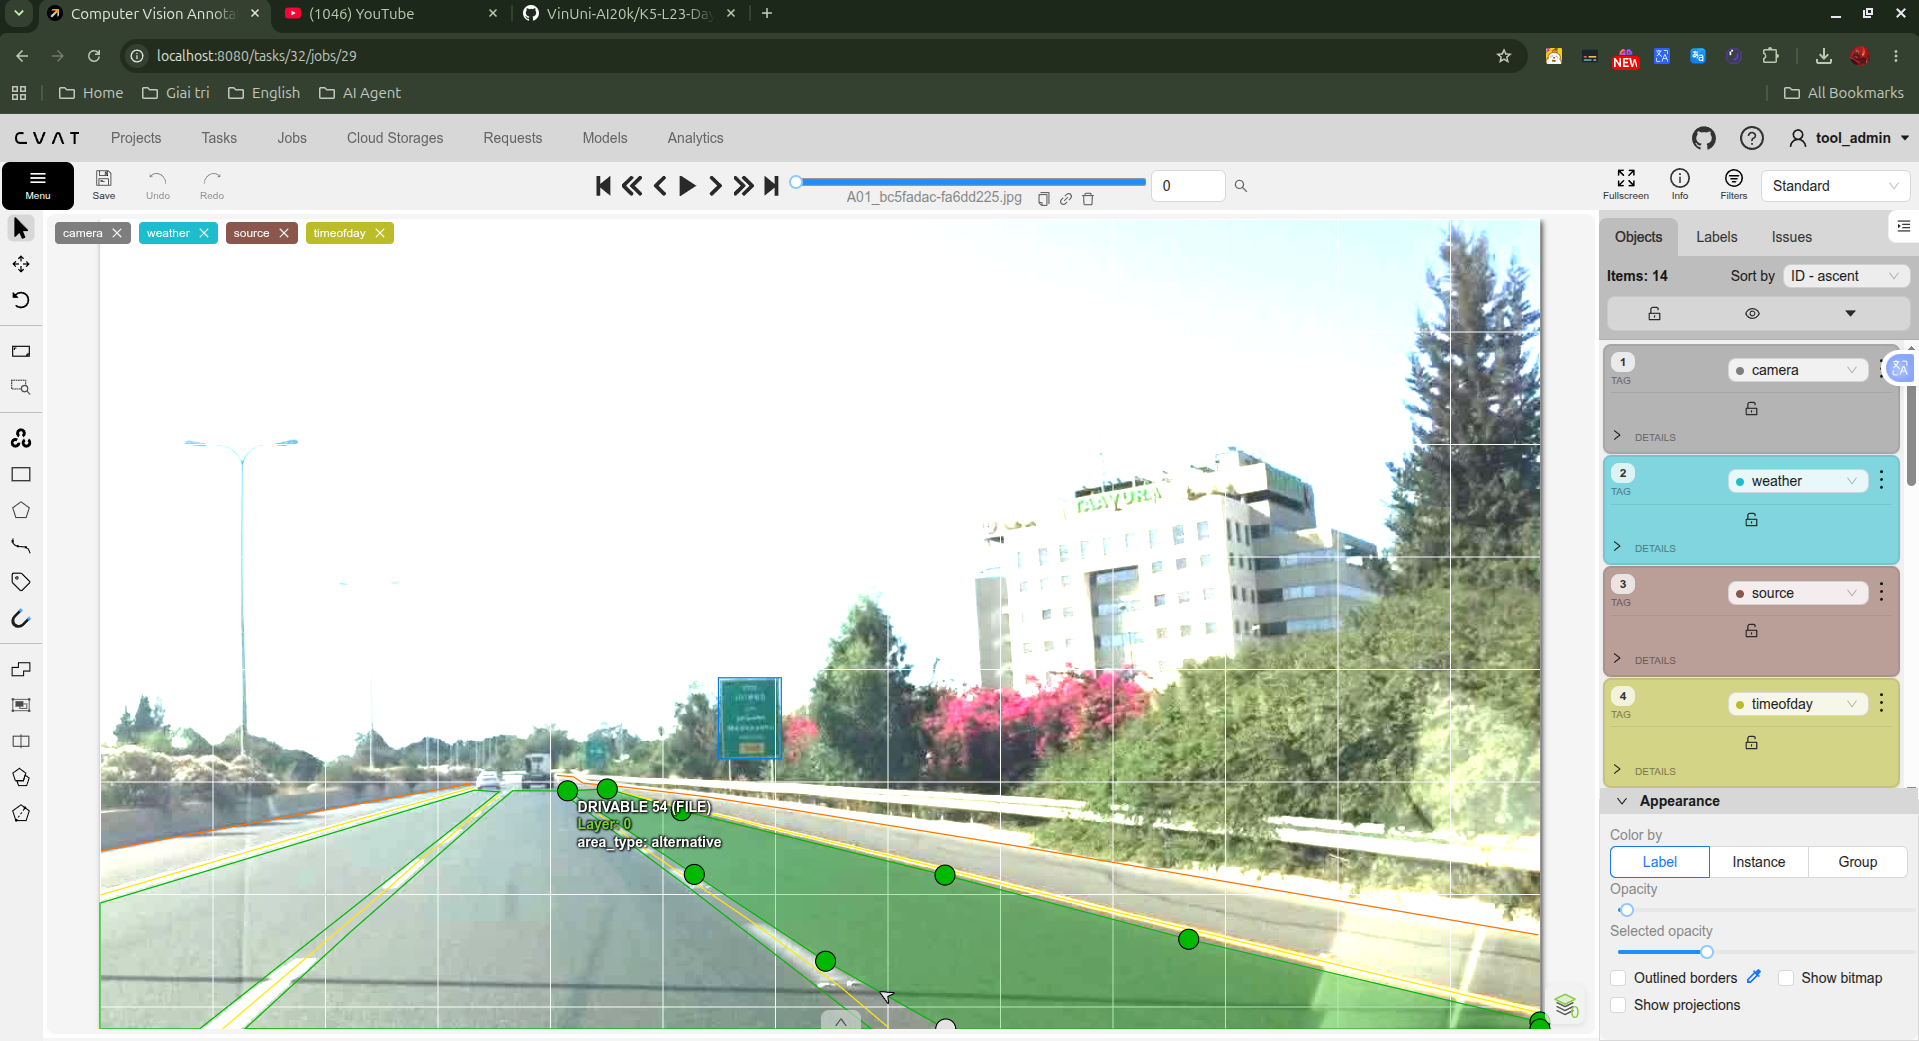 Computer Vision Annota
(1046) YouTube
VinUni-AI20k/K5-L23-Da
localhost:8080/tasks/32/jobs/29
NEW
Home
Giai tri
English
AI Agent
All Bookmarks
CVAT
Projects
Tasks
Jobs
Cloud Storages
Requests
Models
Analytics
tool_admin
Menu
Save
Undo
Redo
A01_bc5fadac-fa6dd225.jpg
0
Fullscreen
Info
Filters
Standard
camera
weather
source
timeofday
Objects
Labels
Issues
Items: 14
Sort by
ID - ascent
1
TAG
camera
DETAILS
2
TAG
weather
DETAILS
3
TAG
source
DETAILS
4
TAG
timeofday
DETAILS
DRIVABLE 54 (FILE)
Layer: 0
area_type: alternative
Appearance
Color by
Label
Instance
Group
Opacity
Selected opacity
Outlined borders
Show bitmap
Show projections
0